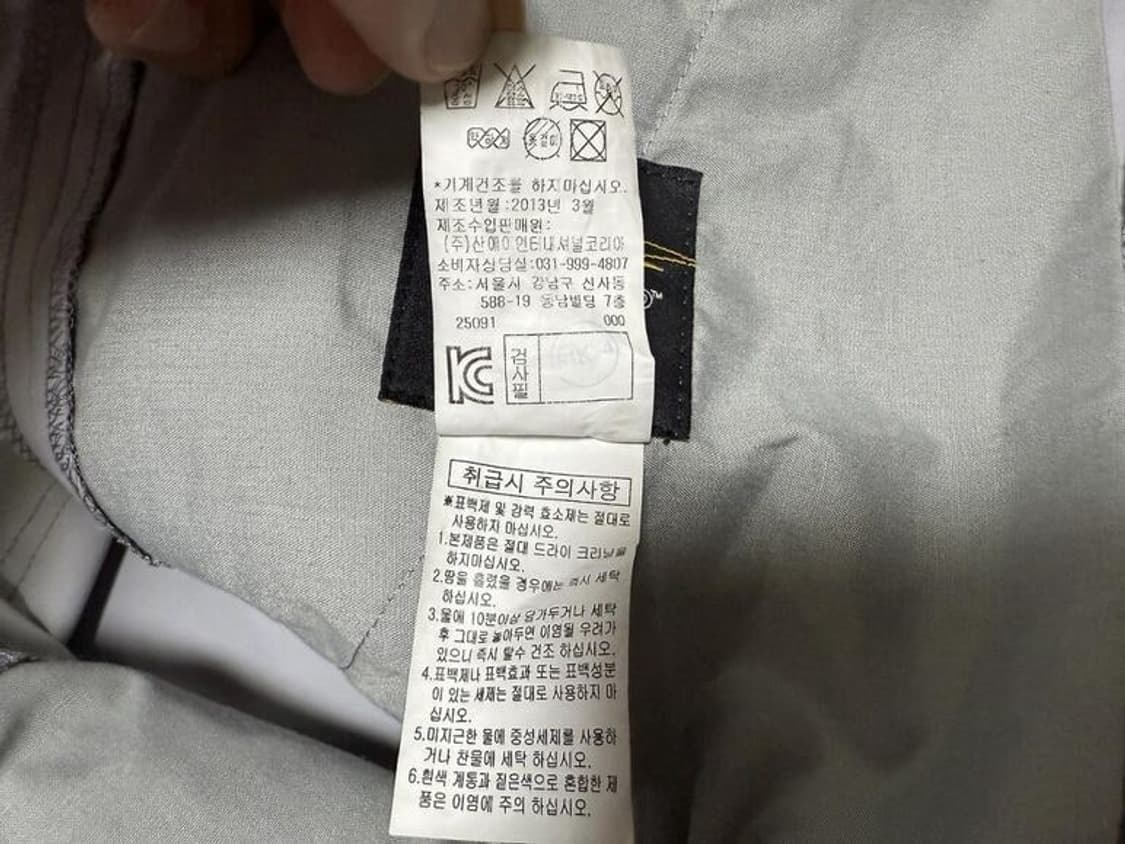 중성
약하게
옷걸이
*기계건조를 하지마십시오.
제조년월:2013년 3월
제조수입판매원:
(주)산에이인터내셔널코리아
소비자상담실:031-999-4807
주소:서울시 강남구 신사동
588-19 동남빌딩 7층
25091 000
검사필
취급시 주의사항
※표백제 및 강력 효소제는 절대로
사용하지 마십시오.
1.본제품은 절대 드라이 크리닝을
하지마십시오.
2.땀을 흘렸을 경우에는 즉시 세탁
하십시오.
3.물에 10분이상 담가두거나 세탁
후 그대로 놓아두면 이염될 우려가
있으니 즉시 탈수 건조 하십시오.
4.표백제나 표백효과 또는 표백성분
이 있는 세제는 절대로 사용하지 마
십시오.
5.미지근한 물에 중성세제를 사용하
거나 찬물에 세탁 하십시오.
6.흰색 계통과 짙은색으로 혼합한 제
품은 이염에 주의 하십시오.